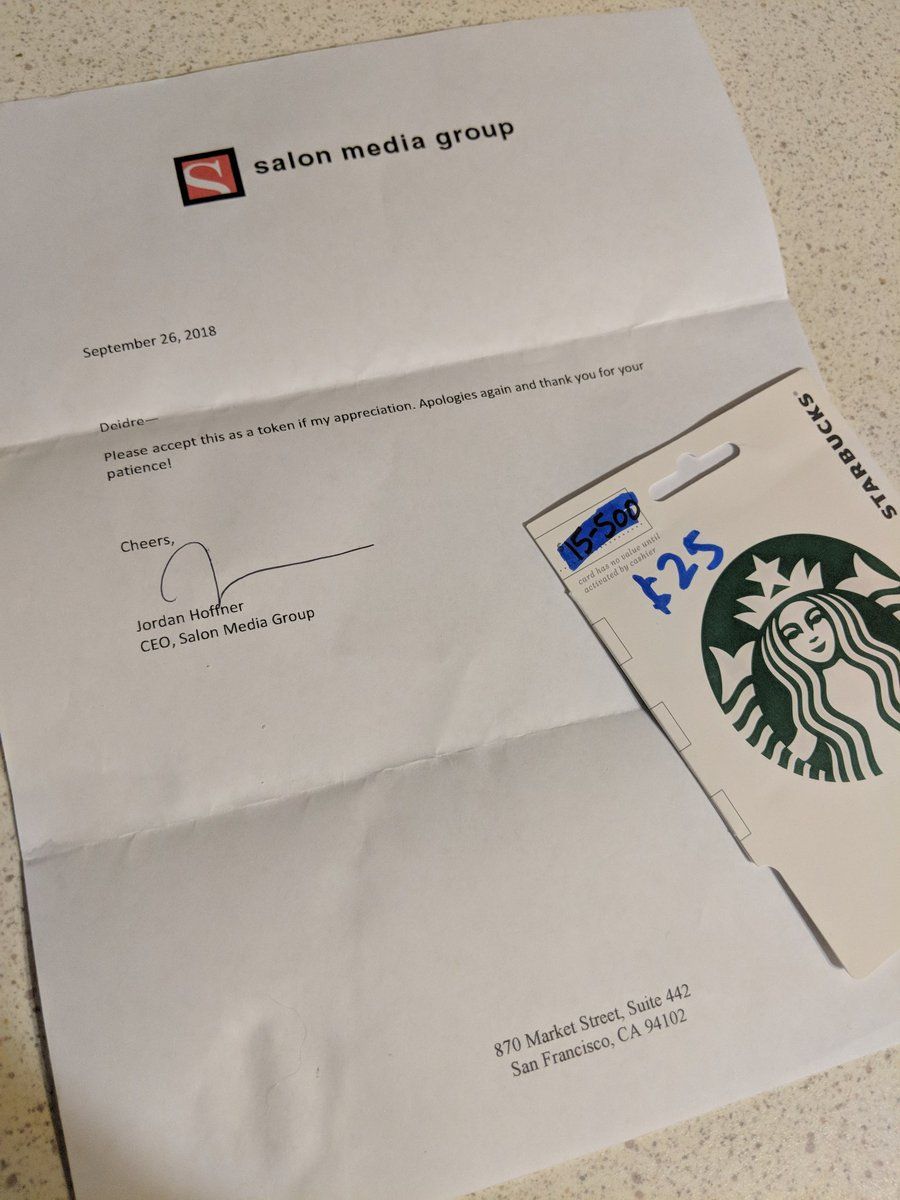 salon media group
September 26, 2018
Deidre—
Please accept this as a token if my appreciation. Apologies again and thank you for your
patience!
Cheers,
Jordan Hoffner
CEO, Salon Media Group
STARBUCKS®
15-500
card has no value until
activated by cashier
$25
870 Market Street, Suite 442
San Francisco, CA 94102